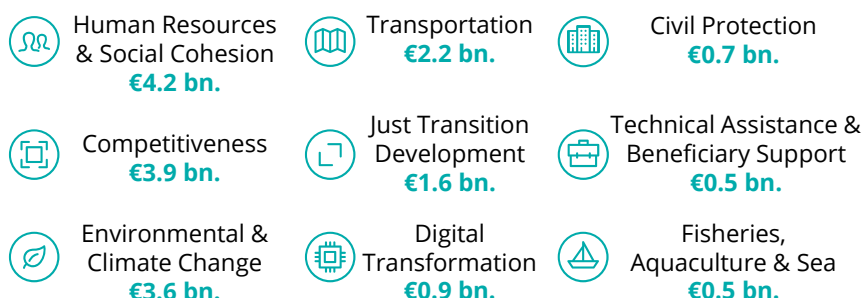 Human Resources
& Social Cohesion
€4.2 bn.
Transportation
€2.2 bn.
Civil Protection
€0.7 bn.
Competitiveness
€3.9 bn.
Just Transition
Development
€1.6 bn.
Technical Assistance &
Beneficiary Support
€0.5 bn.
Environmental &
Climate Change
€3.6 bn.
Digital
Transformation
€0.9 bn.
Fisheries,
Aquaculture & Sea
€0.5 bn.